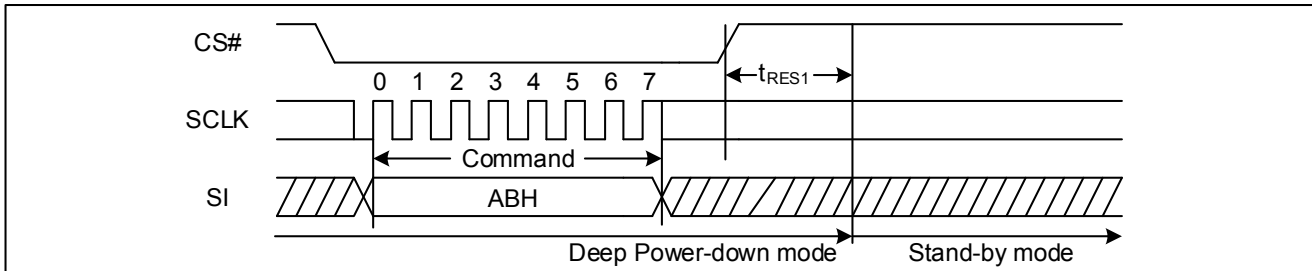 CS#
tRES1
0 1 2 3 4 5 6 7
SCLK
Command
SI
ABH
Deep Power-down mode
Stand-by mode